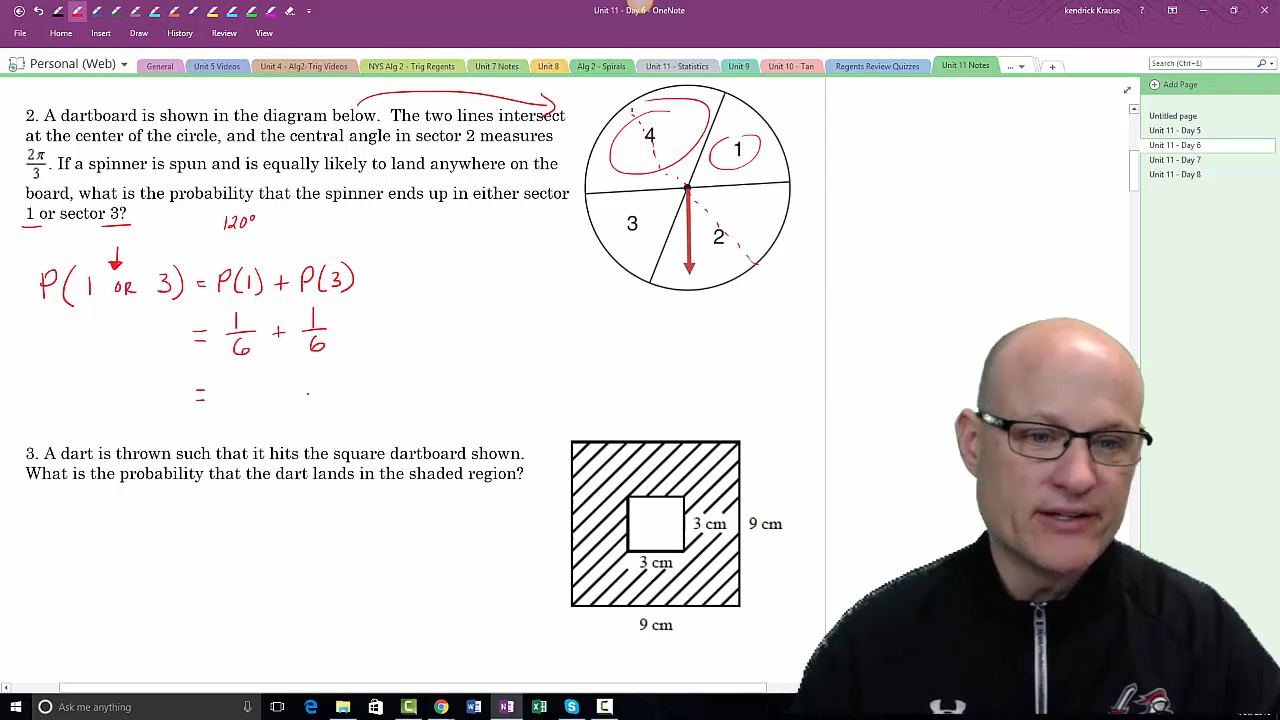 Unit 11 - Day 6 - OneNote
kendrick Krause
File Home Insert Draw History Review View
Personal (Web) General Unit 5 Videos Unit 4 - Alg2-Trig Videos NYS Alg 2 - Trig Regents Unit 7 Notes Unit 8 Alg 2 - Spirals Unit 11 - Statistics Unit 9 Unit 10 - Tan Regents Review Quizzes Unit 11 Notes ...
Search (Ctrl+E)
Add Page
Untitled page
Unit 11 - Day 5
Unit 11 - Day 6
Unit 11 - Day 7
Unit 11 - Day 8
2. A dartboard is shown in the diagram below. The two lines intersect
at the center of the circle, and the central angle in sector 2 measures
2π/3. If a spinner is spun and is equally likely to land anywhere on the
board, what is the probability that the spinner ends up in either sector
1 or sector 3?
120°
4
1
3
2
P(1 OR 3) = P(1) + P(3)
= 1/6 + 1/6
=
3. A dart is thrown such that it hits the square dartboard shown.
What is the probability that the dart lands in the shaded region?
3 cm
9 cm
3 cm
9 cm
Ask me anything